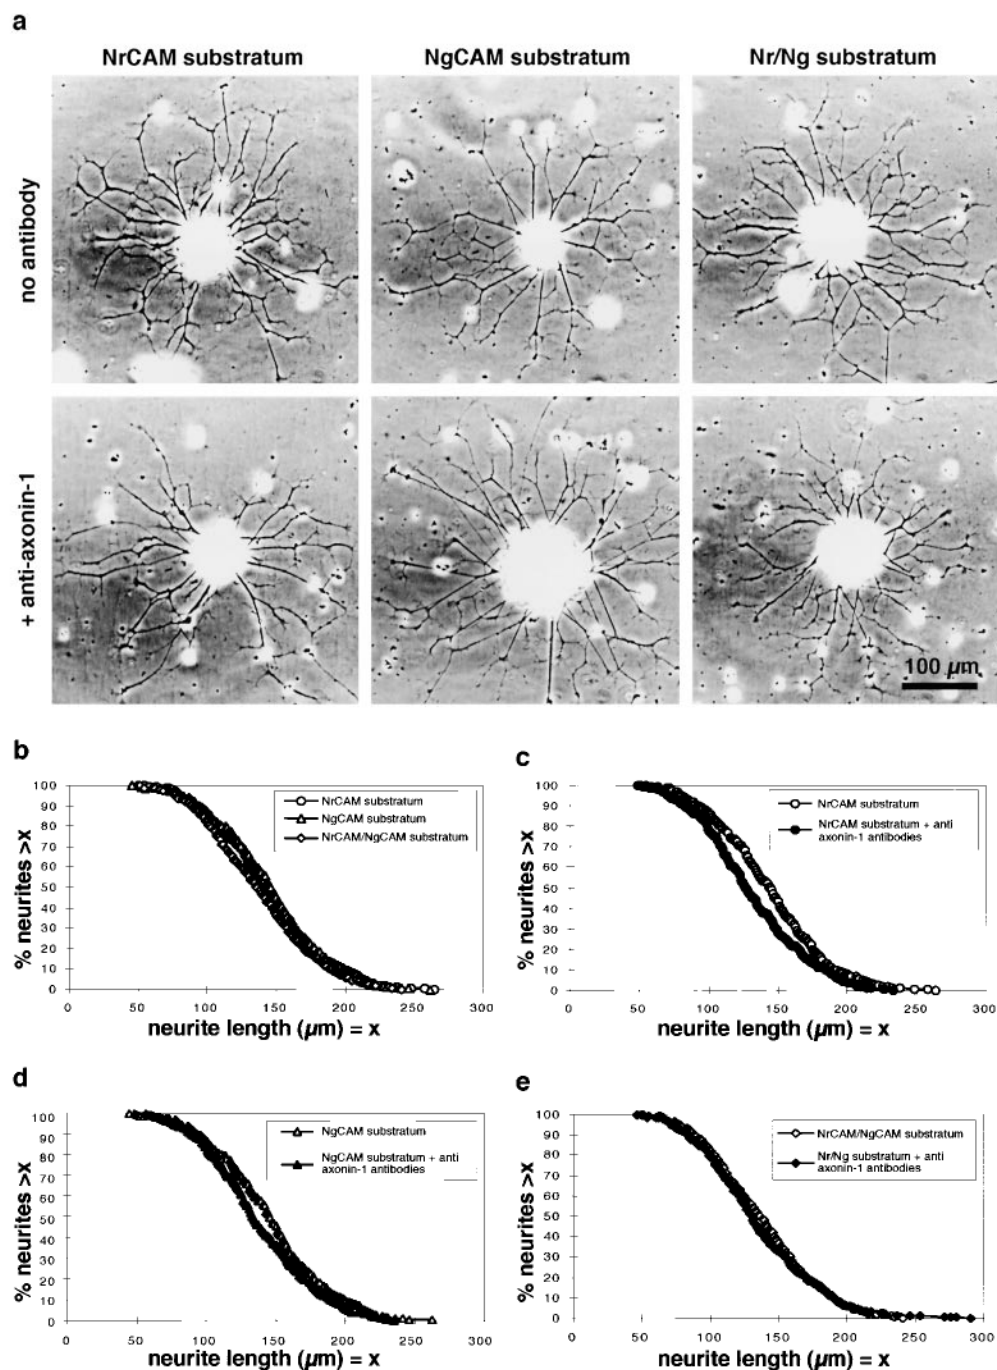 a
NrCAM substratum
NgCAM substratum
Nr/Ng substratum
no antibody
+ anti-axonin-1
100 µm
b
% neurites >x
100
90
80
70
60
50
40
30
20
10
0
0 50 100 150 200 250 300
neurite length (µm) = x
NrCAM substratum
NgCAM substratum
NrCAM/NgCAM substratum
c
% neurites >x
100
90
80
70
60
50
40
30
20
10
0
0 50 100 150 200 250 300
neurite length (µm) = x
NrCAM substratum
NrCAM substratum + anti
axonin-1 antibodies
d
% neurites >x
100
90
80
70
60
50
40
30
20
10
0
0 50 100 150 200 250 300
neurite length (µm) = x
NgCAM substratum
NgCAM substratum + anti
axonin-1 antibodies
e
% neurites >x
100
90
80
70
60
50
40
30
20
10
0
0 50 100 150 200 250 300
neurite length (µm) = x
NrCAM/NgCAM substratum
Nr/Ng substratum + anti
axonin-1 antibodies